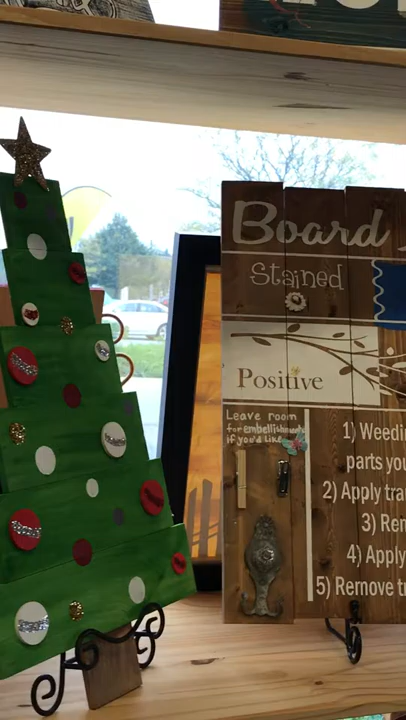 Board
Stained
Positive
Leave room
for embellishments
if you'd like
1) Weedi
parts you
2) Apply tra
3) Rem
4) Apply
5) Remove t